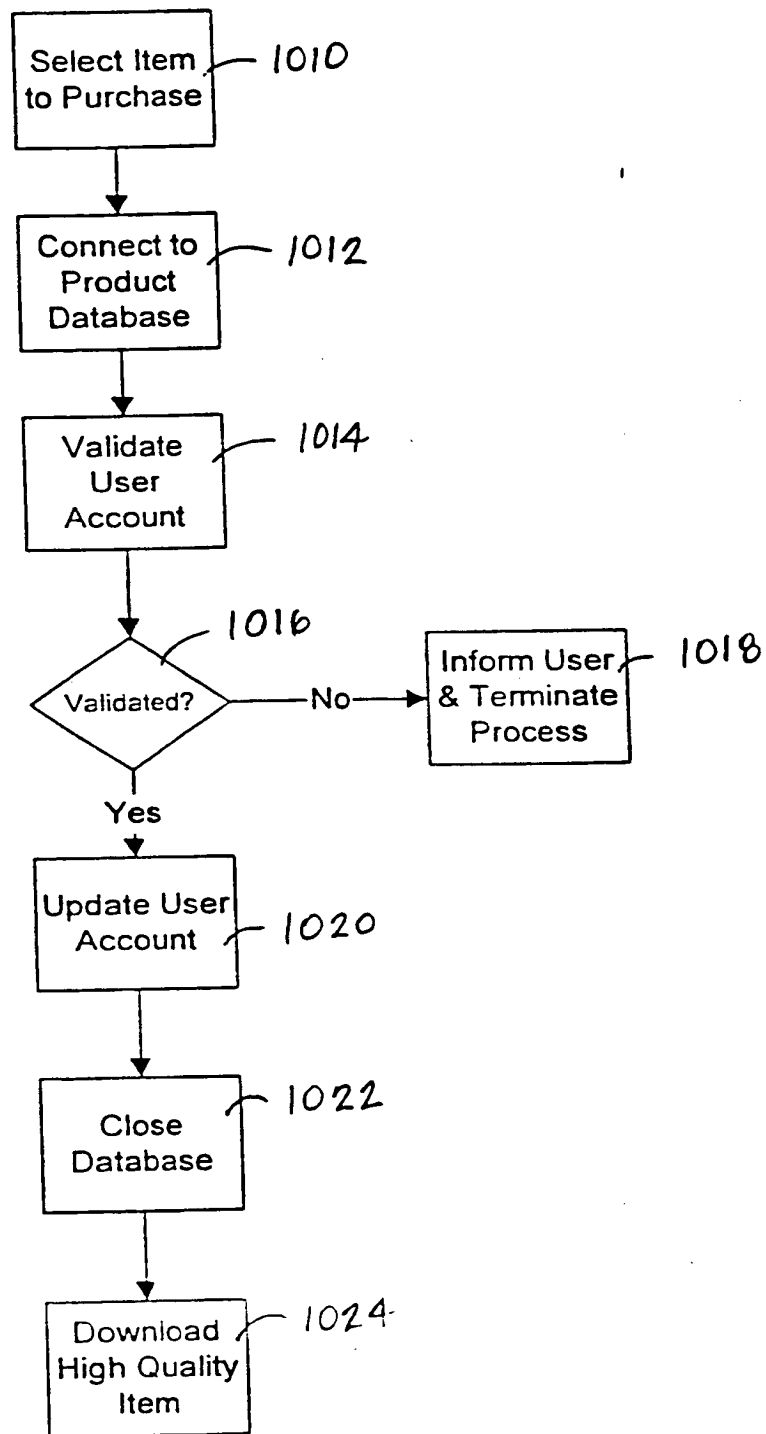 Select Item
to Purchase
1010
Connect to
Product
Database
1012
Validate
User
Account
1014
Validated?
1016
No
Inform User
& Terminate
Process
1018
Yes
Update User
Account
1020
Close
Database
1022
Download
High Quality
Item
1024